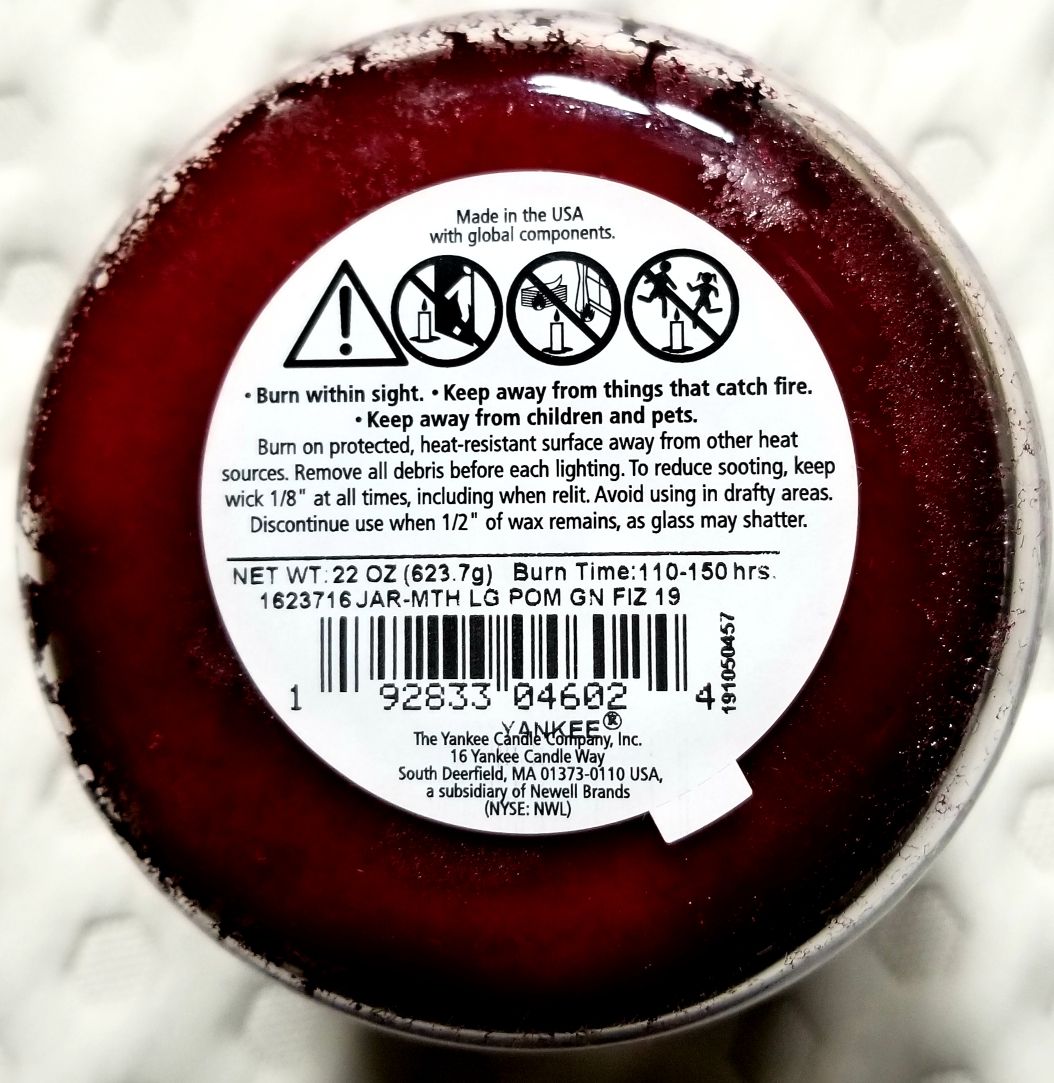 Made in the USA
with global components.
• Burn within sight. • Keep away from things that catch fire.
• Keep away from children and pets.
Burn on protected, heat-resistant surface away from other heat
sources. Remove all debris before each lighting. To reduce sooting, keep
wick 1/8" at all times, including when relit. Avoid using in drafty areas.
Discontinue use when 1/2" of wax remains, as glass may shatter.
NET WT: 22 OZ (623.7g) Burn Time:110-150 hrs.
1623716 JAR-MTH LG POM GN FIZ 19
1 92833 04602 4
191050457
YANKEE®
The Yankee Candle Company, Inc.
16 Yankee Candle Way
South Deerfield, MA 01373-0110 USA,
a subsidiary of Newell Brands
(NYSE: NWL)